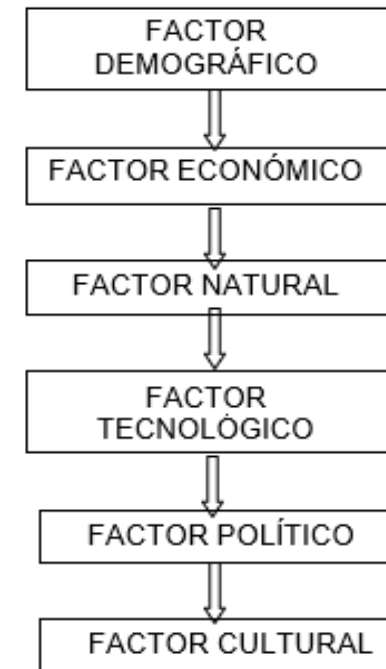 FACTOR
DEMOGRÁFICO
FACTOR ECONÓMICO
FACTOR NATURAL
FACTOR
TECNOLÓGICO
FACTOR POLÍTICO
FACTOR CULTURAL